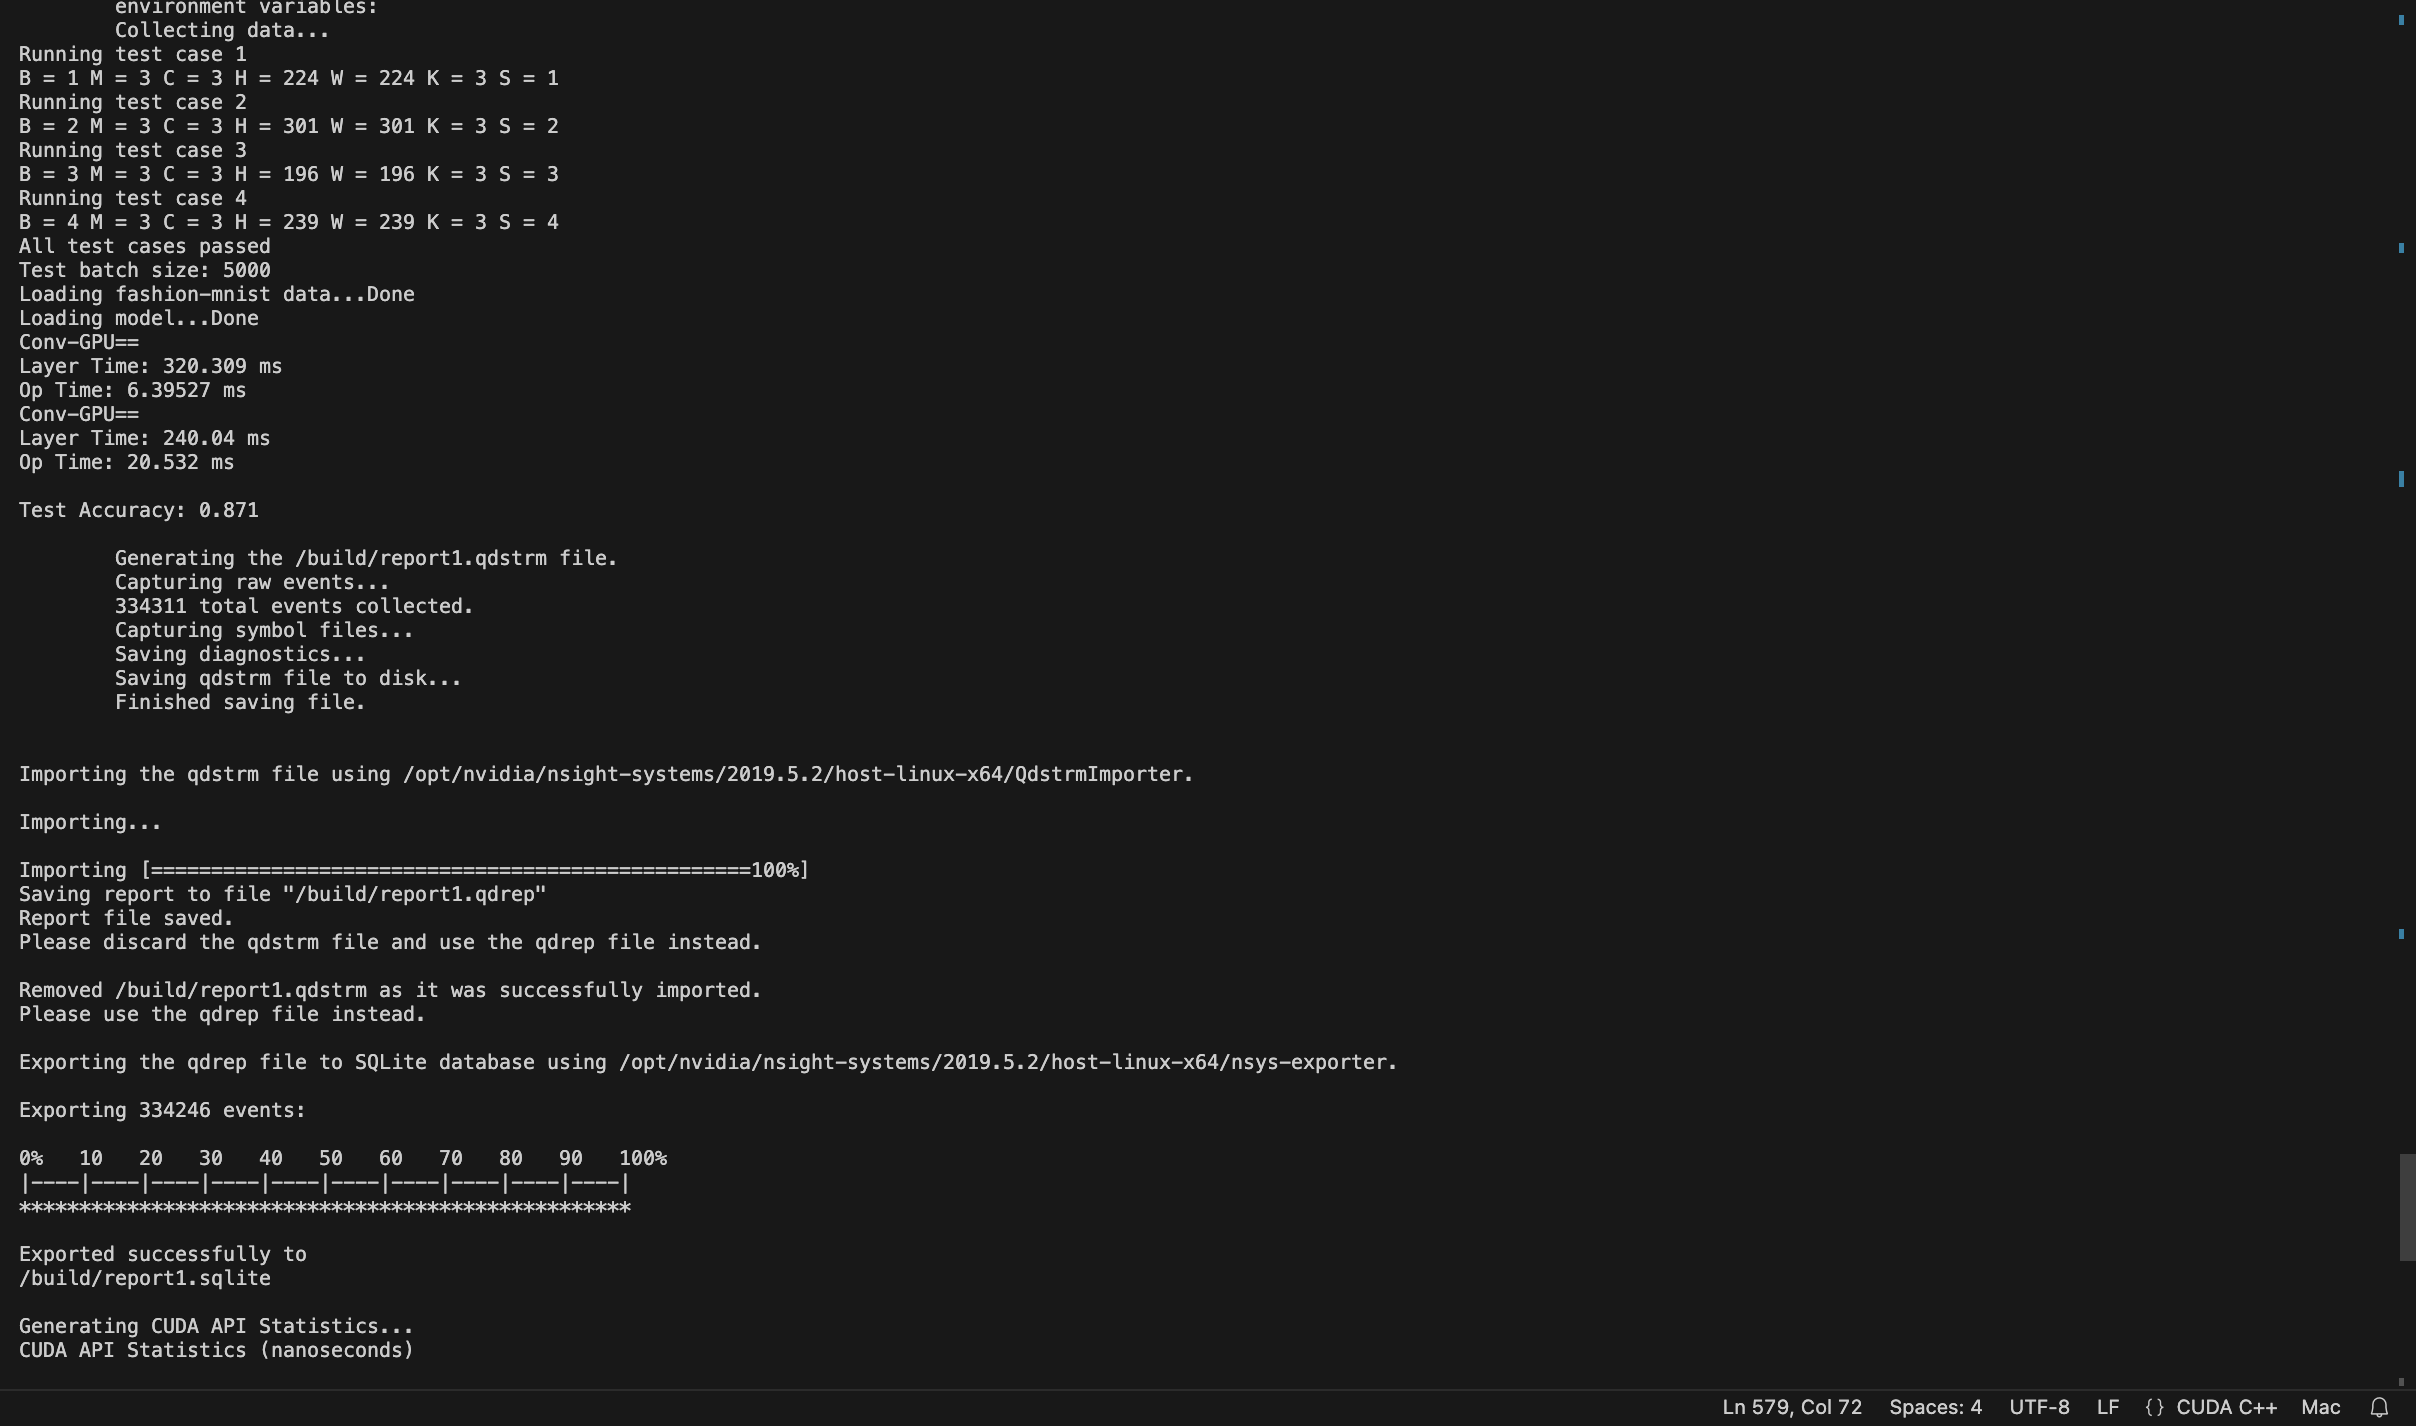 environment variables:
Collecting data...
Running test case 1
B = 1 M = 3 C = 3 H = 224 W = 224 K = 3 S = 1
Running test case 2
B = 2 M = 3 C = 3 H = 301 W = 301 K = 3 S = 2
Running test case 3
B = 3 M = 3 C = 3 H = 196 W = 196 K = 3 S = 3
Running test case 4
B = 4 M = 3 C = 3 H = 239 W = 239 K = 3 S = 4
All test cases passed
Test batch size: 5000
Loading fashion-mnist data...Done
Loading model...Done
Conv-GPU==
Layer Time: 320.309 ms
Op Time: 6.39527 ms
Conv-GPU==
Layer Time: 240.04 ms
Op Time: 20.532 ms
Test Accuracy: 0.871
Generating the /build/report1.qdstrm file.
Capturing raw events...
334311 total events collected.
Capturing symbol files...
Saving diagnostics...
Saving qdstrm file to disk...
Finished saving file.
Importing the qdstrm file using /opt/nvidia/nsight-systems/2019.5.2/host-linux-x64/QdstrmImporter.
Importing...
Importing [==================================================100%]
Saving report to file "/build/report1.qdrep"
Report file saved.
Please discard the qdstrm file and use the qdrep file instead.
Removed /build/report1.qdstrm as it was successfully imported.
Please use the qdrep file instead.
Exporting the qdrep file to SQLite database using /opt/nvidia/nsight-systems/2019.5.2/host-linux-x64/nsys-exporter.
Exporting 334246 events:
0%   10   20   30   40   50   60   70   80   90   100%
|----|----|----|----|----|----|----|----|----|----|
***************************************************
Exported successfully to
/build/report1.sqlite
Generating CUDA API Statistics...
CUDA API Statistics (nanoseconds)
Ln 579, Col 72 Spaces: 4 UTF-8 LF {} CUDA C++ Mac